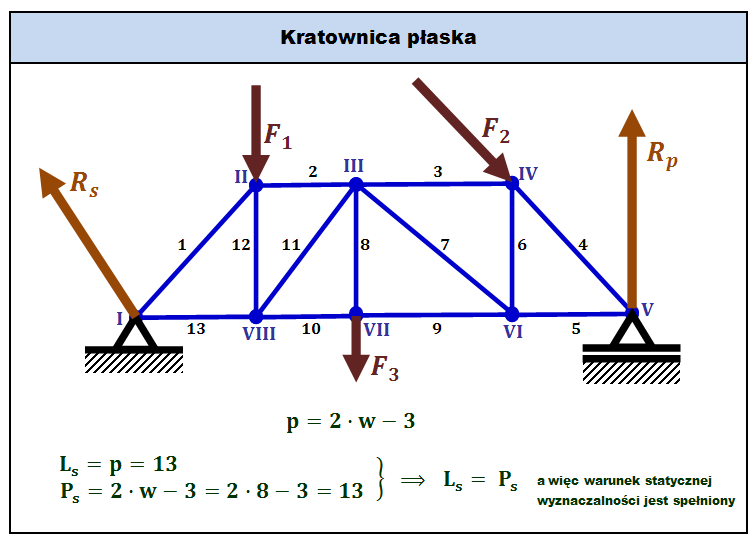 Kratownica płaska
F₁
F₂
Rₛ
Rₚ
II
2
III
3
IV
1
12
11
8
7
6
4
I
13
VIII
10
VII
9
VI
5
V
F₃
p = 2 · w − 3
Lₛ = p = 13
Pₛ = 2 · w − 3 = 2 · 8 − 3 = 13
} ⟹ Lₛ = Pₛ
a więc warunek statycznej
wyznaczalności jest spełniony